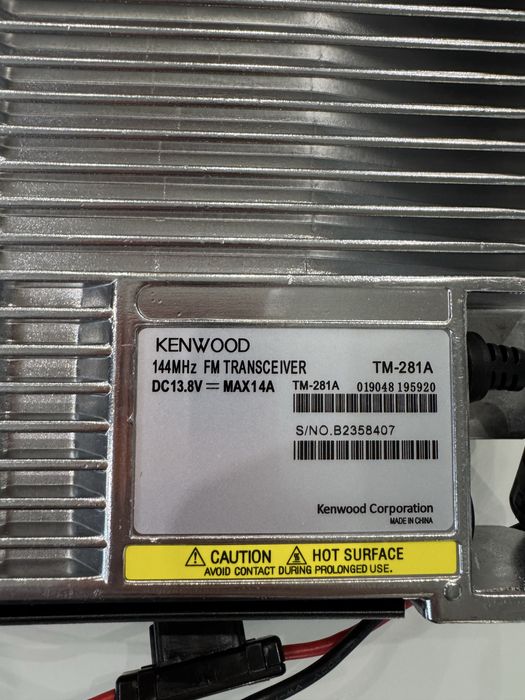 KENWOOD
144MHz FM TRANSCEIVER TM-281A
DC13.8V ⎓ MAX14A TM-281A 019048 195920
S/NO.B2358407
Kenwood Corporation
MADE IN CHINA
CAUTION HOT SURFACE
AVOID CONTACT DURING PROLONGED USE.